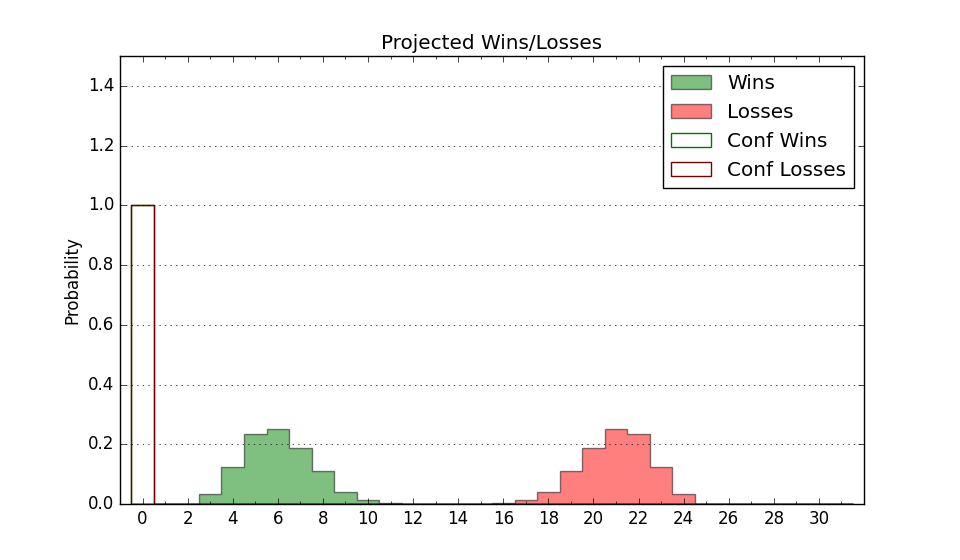 Projected Wins/Losses
Wins
Losses
Conf Wins
Conf Losses
Probability
1.4
1.2
1.0
0.8
0.6
0.4
0.2
0.0
0 2 4 6 8 10 12 14 16 18 20 22 24 26 28 30